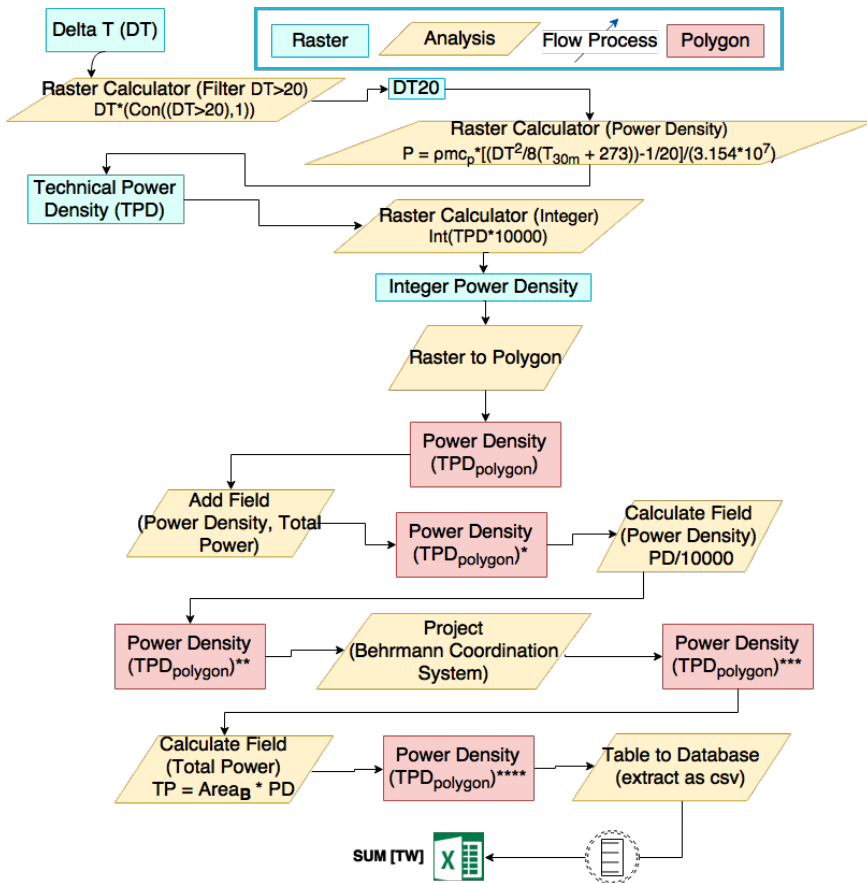 Delta T (DT)
Raster
Analysis
Flow Process
Polygon
Raster Calculator (Filter DT>20)
DT*(Con((DT>20),1))
DT20
Raster Calculator (Power Density)
P = ρmcp*[(DT²/8(T30m + 273))-1/20]/(3.154*10⁷)
Technical Power
Density (TPD)
Raster Calculator (Integer)
Int(TPD*10000)
Integer Power Density
Raster to Polygon
Power Density
(TPDpolygon)
Add Field
(Power Density, Total
Power)
Power Density
(TPDpolygon)*
Calculate Field
(Power Density)
PD/10000
Power Density
(TPDpolygon)**
Project
(Behrmann Coordination
System)
Power Density
(TPDpolygon)***
Calculate Field
(Total Power)
TP = AreaB * PD
Power Density
(TPDpolygon)****
Table to Database
(extract as csv)
SUM [TW]
X